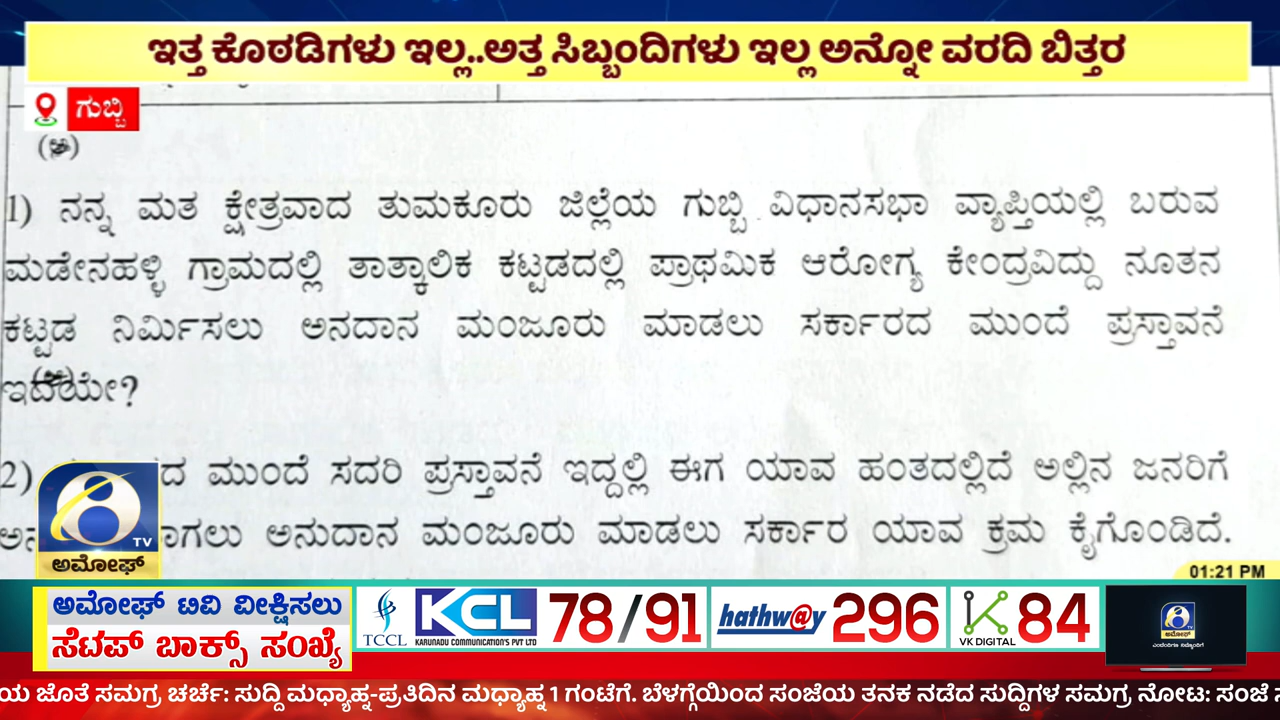 ಇತ್ತ ಕೊಠಡಿಗಳು ಇಲ್ಲ..ಅತ್ತ ಸಿಬ್ಬಂದಿಗಳು ಇಲ್ಲ ಅನ್ನೋ ವರದಿ ಬಿತ್ತರ
ಗುಬ್ಬಿ
1) ನನ್ನ ಮತ ಕ್ಷೇತ್ರವಾದ ತುಮಕೂರು ಜಿಲ್ಲೆಯ ಗುಬ್ಬಿ ವಿಧಾನಸಭಾ ವ್ಯಾಪ್ತಿಯಲ್ಲಿ ಬರುವ
ಮಡೇನಹಳ್ಳಿ ಗ್ರಾಮದಲ್ಲಿ ತಾತ್ಕಾಲಿಕ ಕಟ್ಟಡದಲ್ಲಿ ಪ್ರಾಥಮಿಕ ಆರೋಗ್ಯ ಕೇಂದ್ರವಿದ್ದು ನೂತನ
ಕಟ್ಟಡ ನಿರ್ಮಿಸಲು ಅನದಾನ ಮಂಜೂರು ಮಾಡಲು ಸರ್ಕಾರದ ಮುಂದೆ ಪ್ರಸ್ತಾವನೆ
ಇದೆಯೇ?
2) ಮುಂದೆ ಸದರಿ ಪ್ರಸ್ತಾವನೆ ಇದ್ದಲ್ಲಿ ಈಗ ಯಾವ ಹಂತದಲ್ಲಿದೆ ಅಲ್ಲಿನ ಜನರಿಗೆ
ಅನುದಾನ ಮಂಜೂರು ಮಾಡಲು ಸರ್ಕಾರ ಯಾವ ಕ್ರಮ ಕೈಗೊಂಡಿದೆ.
8 TV
ಅಮೋಘ್
01:21 PM
ಅಮೋಘ್ ಟಿವಿ ವೀಕ್ಷಿಸಲು
ಸೆಟಪ್ ಬಾಕ್ಸ್ ಸಂಖ್ಯೆ
TCCL
KCL
KARUNADU COMMUNICATION'S PVT LTD
78/91
hathw@y 296
VK DIGITAL
84
ಅಮೋಘ್
ಯ ಜೊತೆ ಸಮಗ್ರ ಚರ್ಚೆ: ಸುದ್ದಿ ಮಧ್ಯಾಹ್ನ-ಪ್ರತಿದಿನ ಮಧ್ಯಾಹ್ನ 1 ಗಂಟೆಗೆ. ಬೆಳಗ್ಗೆಯಿಂದ ಸಂಜೆಯ ತನಕ ನಡೆದ ಸುದ್ದಿಗಳ ಸಮಗ್ರ ನೋಟ: ಸಂಜೆ